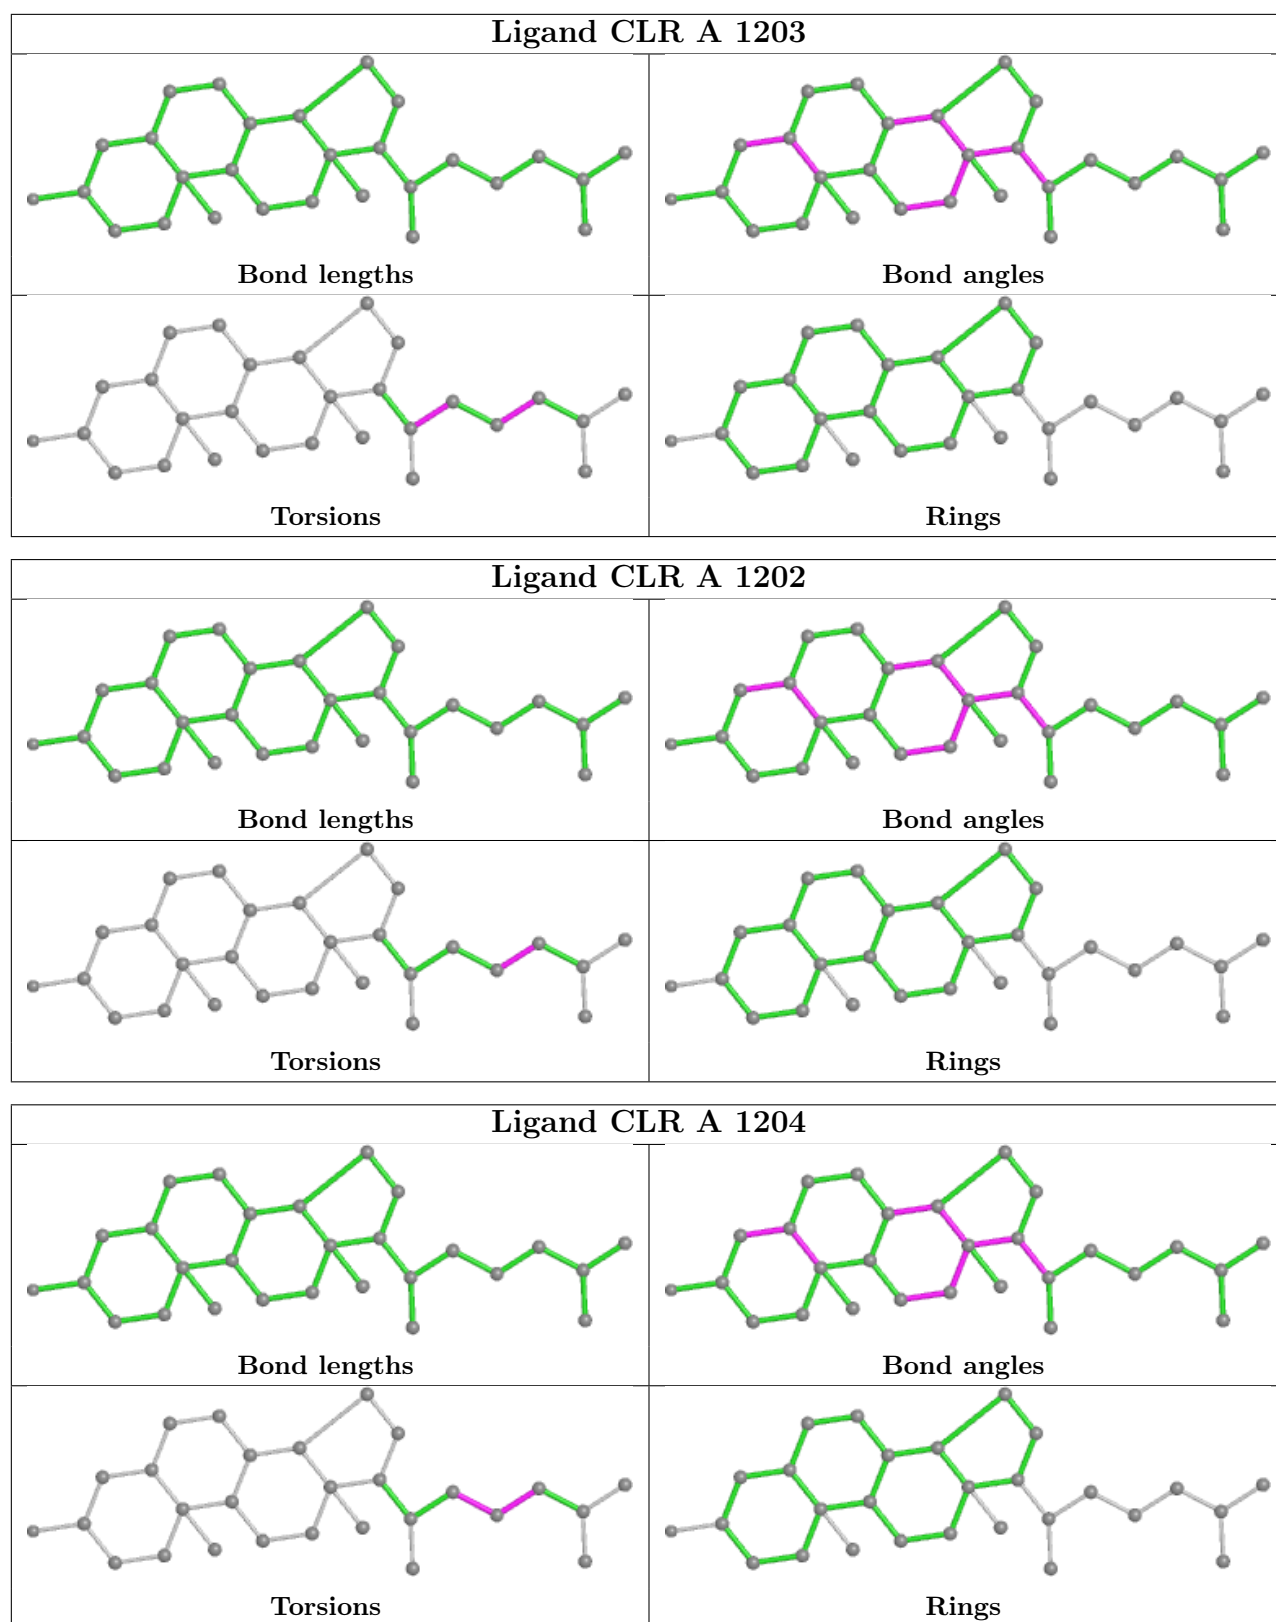 Ligand CLR A 1203
Bond lengths
Bond angles
Torsions
Rings
Ligand CLR A 1202
Bond lengths
Bond angles
Torsions
Rings
Ligand CLR A 1204
Bond lengths
Bond angles
Torsions
Rings